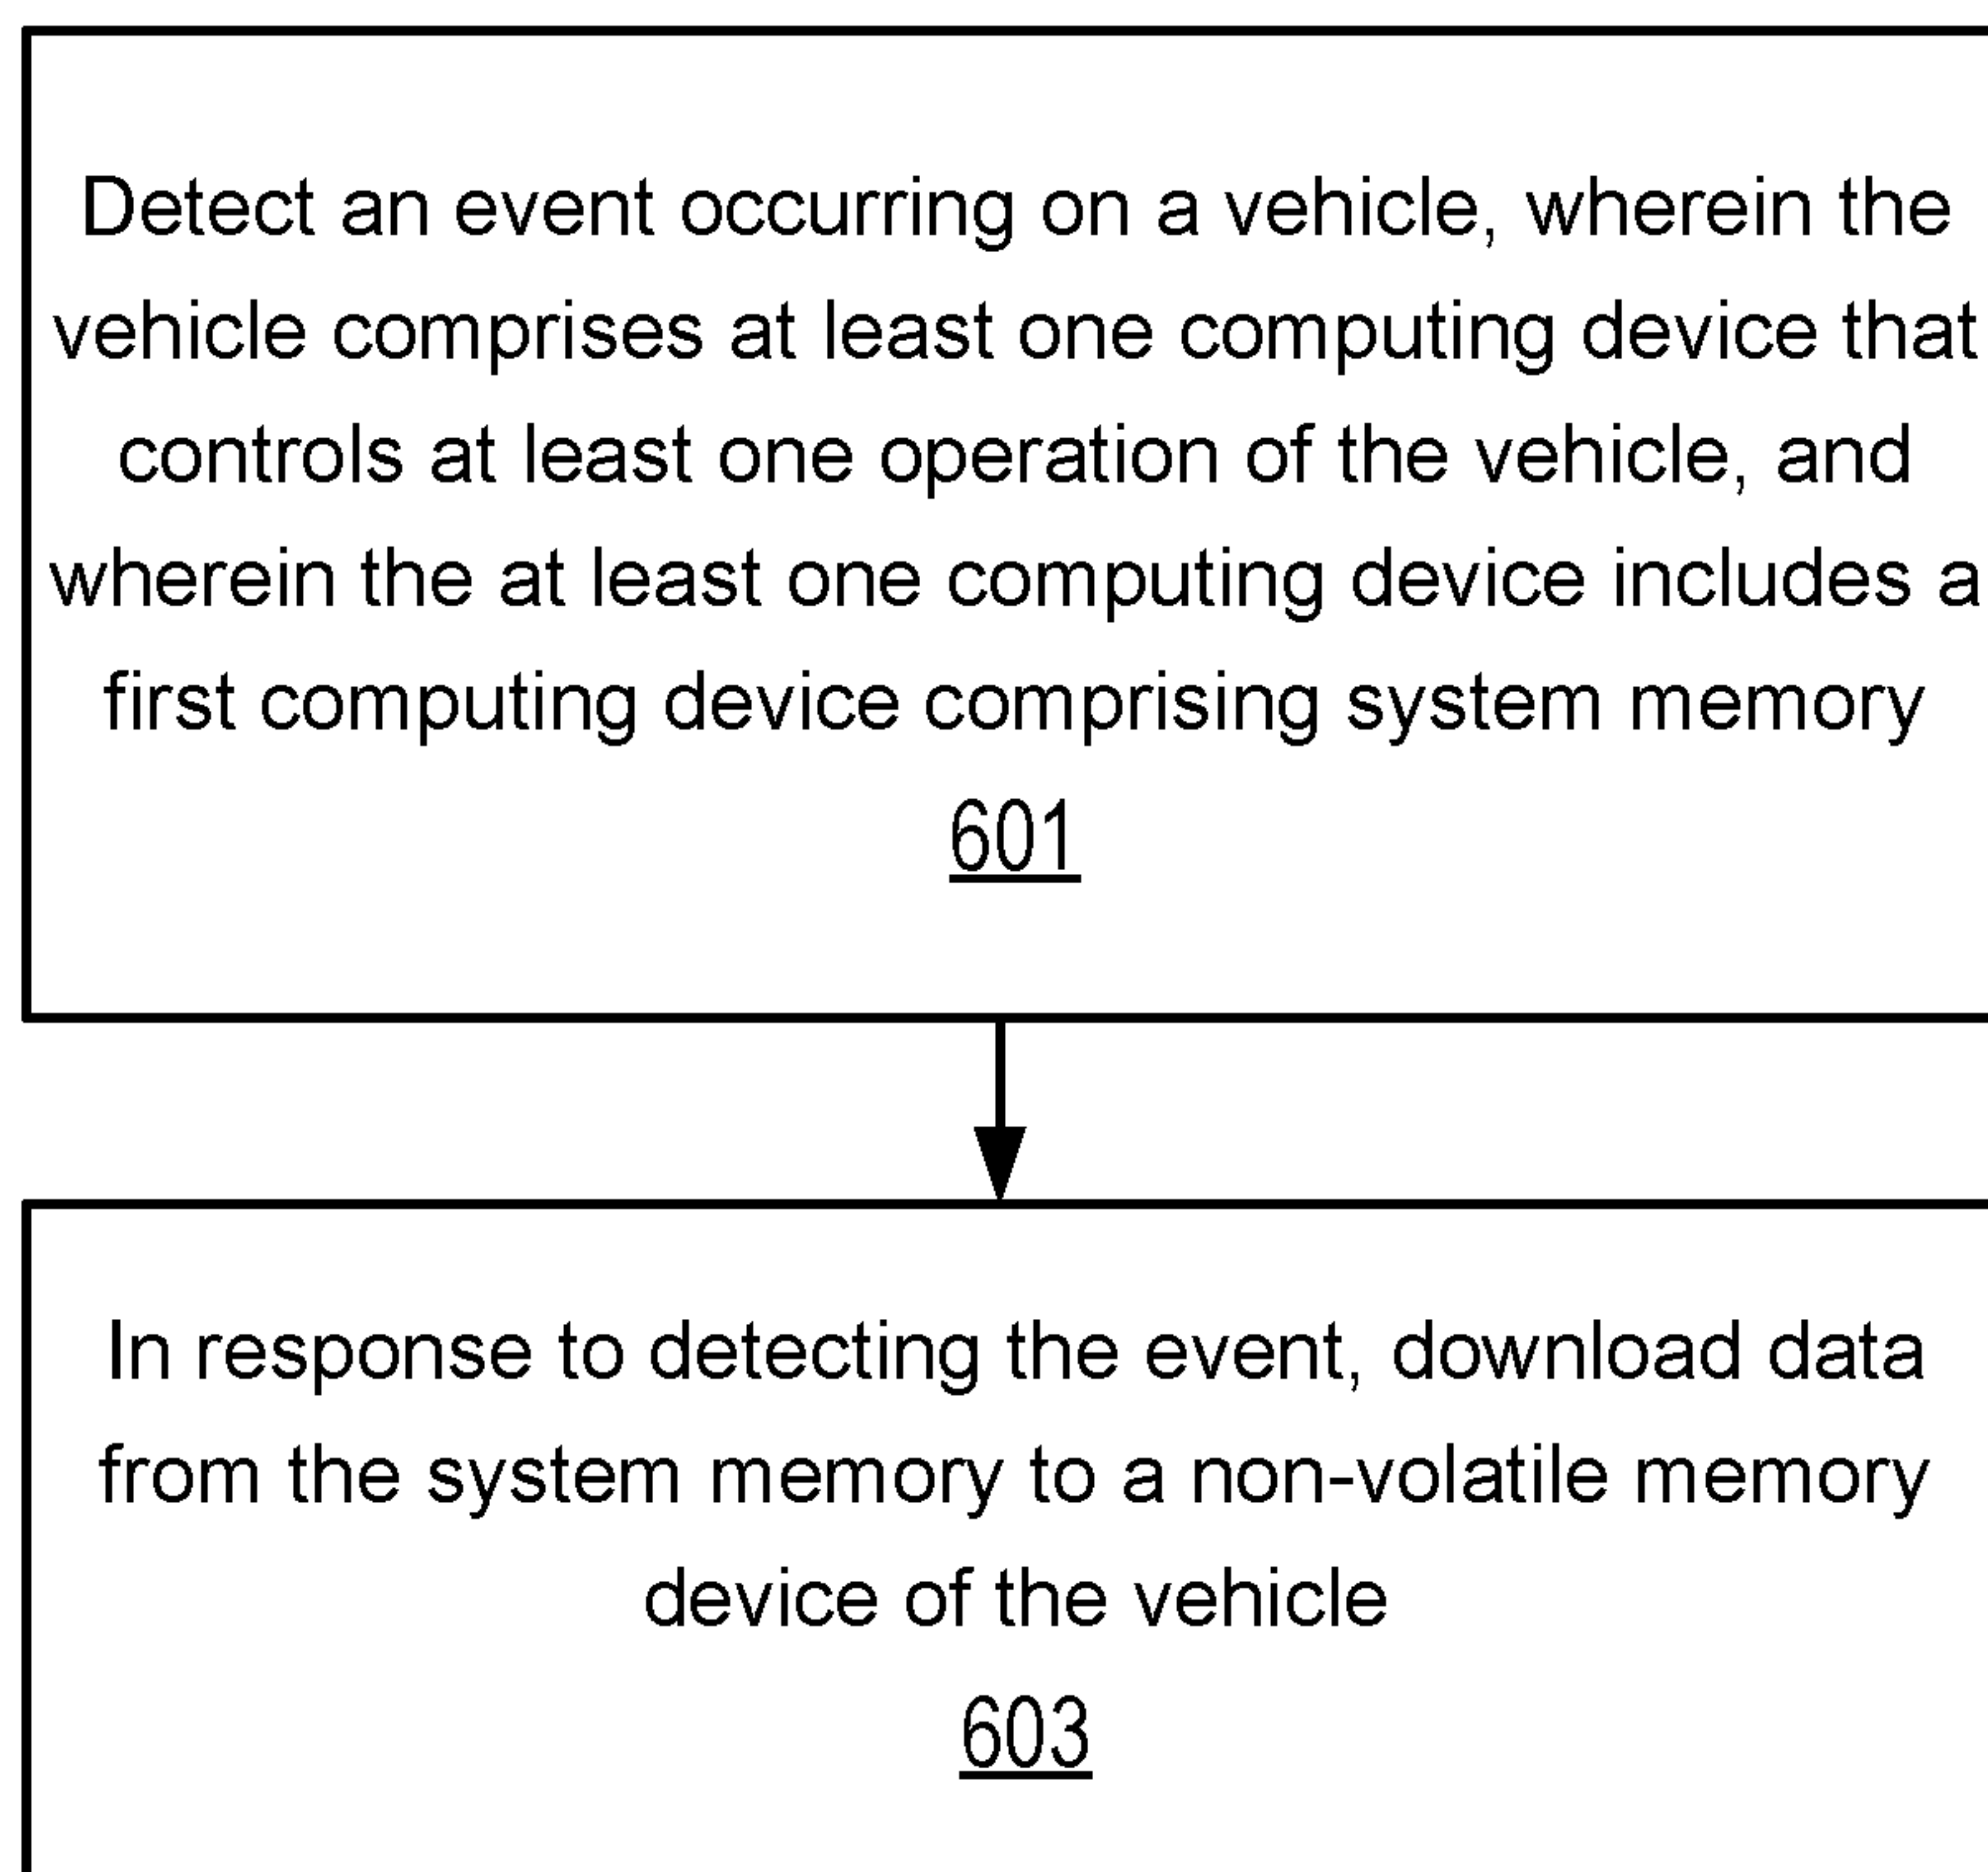 Detect an event occurring on a vehicle, wherein the
vehicle comprises at least one computing device that
controls at least one operation of the vehicle, and
wherein the at least one computing device includes a
first computing device comprising system memory
601
In response to detecting the event, download data
from the system memory to a non-volatile memory
device of the vehicle
603